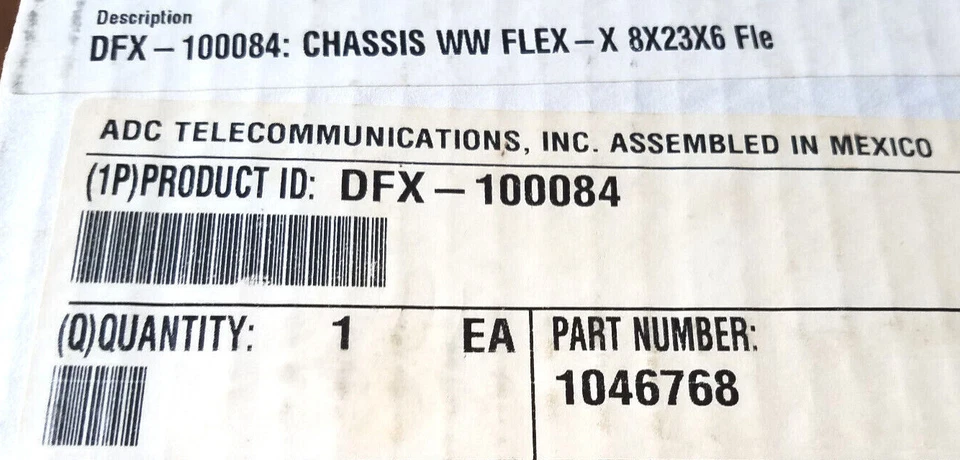 Description
DFX-100084: CHASSIS WW FLEX-X 8X23X6 Fle
ADC TELECOMMUNICATIONS, INC. ASSEMBLED IN MEXICO
(1P)PRODUCT ID: DFX-100084
(Q)QUANTITY: 1 EA
PART NUMBER:
1046768